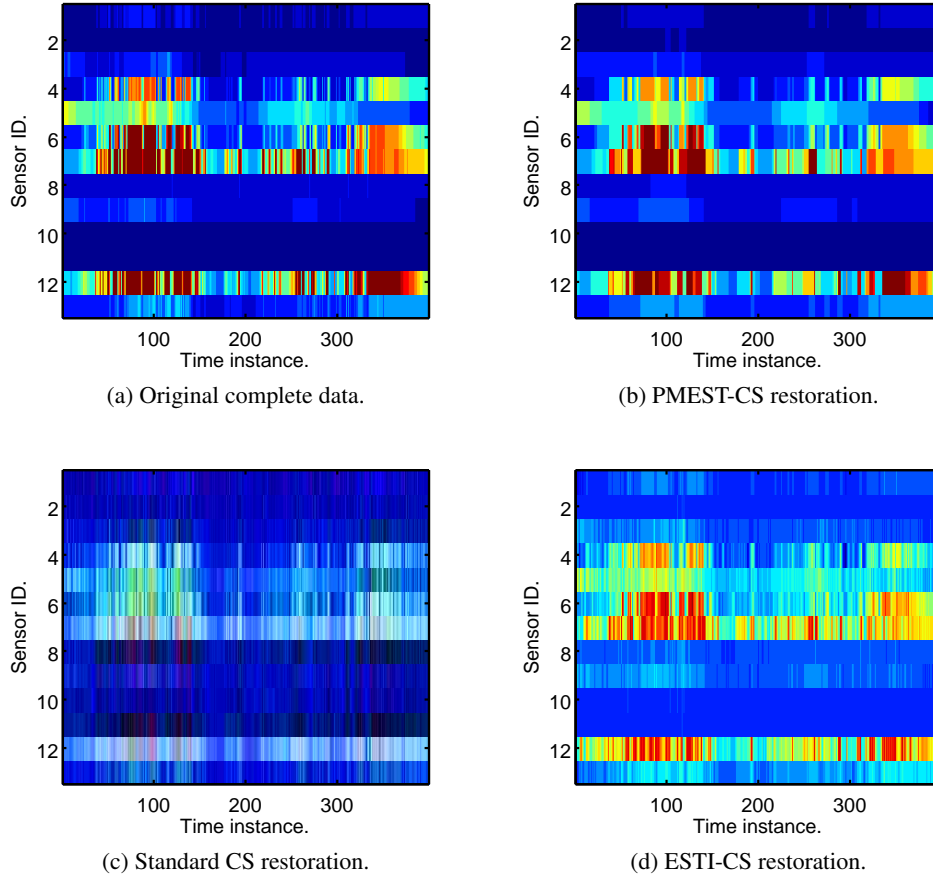 Sensor ID.
2
4
6
8
10
12
100 200 300
Time instance.
(a) Original complete data.
Sensor ID.
2
4
6
8
10
12
100 200 300
Time instance.
(b) PMEST-CS restoration.
Sensor ID.
2
4
6
8
10
12
100 200 300
Time instance.
(c) Standard CS restoration.
Sensor ID.
2
4
6
8
10
12
100 200 300
Time instance.
(d) ESTI-CS restoration.